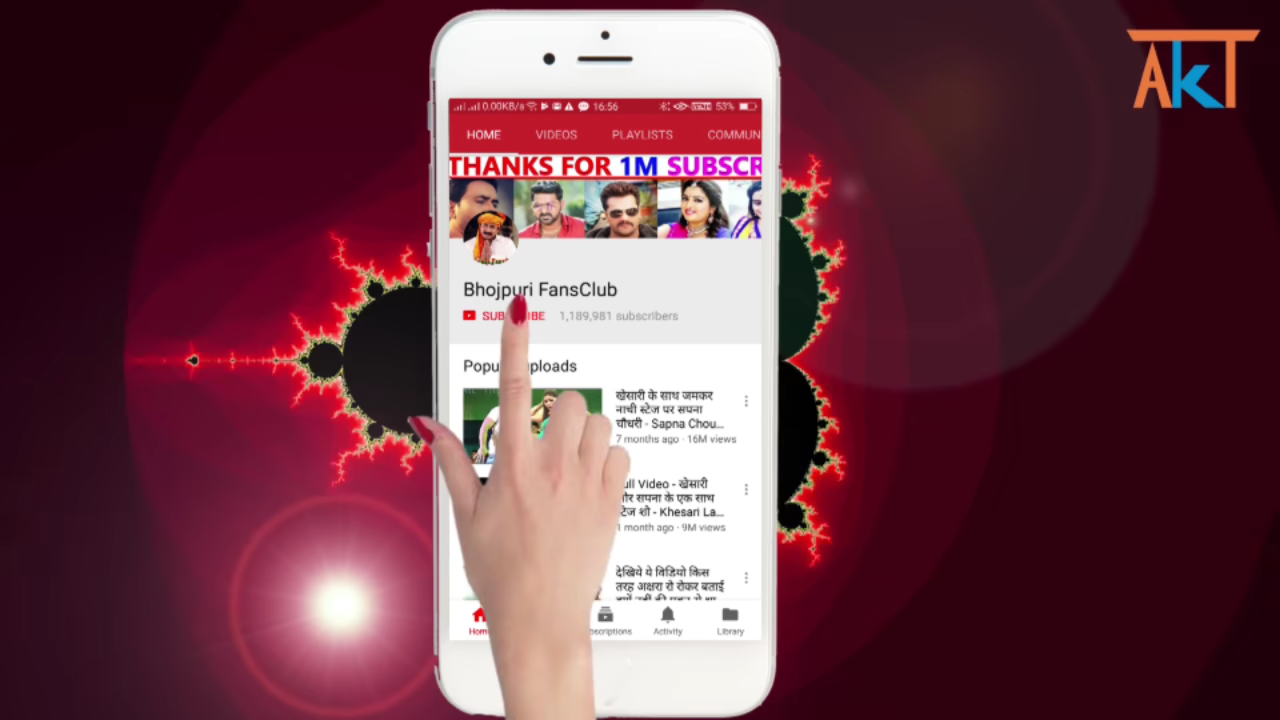 AKT
0.00KB/s 16:56 53%
HOME VIDEOS PLAYLISTS COMMUN
THANKS FOR 1M SUBSCR
Bhojpuri FansClub
1,189,981 subscribers
खेसारी के साथ जमकर
नाची स्टेज पर सपना
चौधरी - Sapna Chou...
7 months ago · 16M views
Video - खेसारी
सपना के एक साथ
शो - Khesari La...
1 month ago · 9M views
देखिये ये विडियो किस
तरह अक्षरा रो रोकर बताई
Activity Library